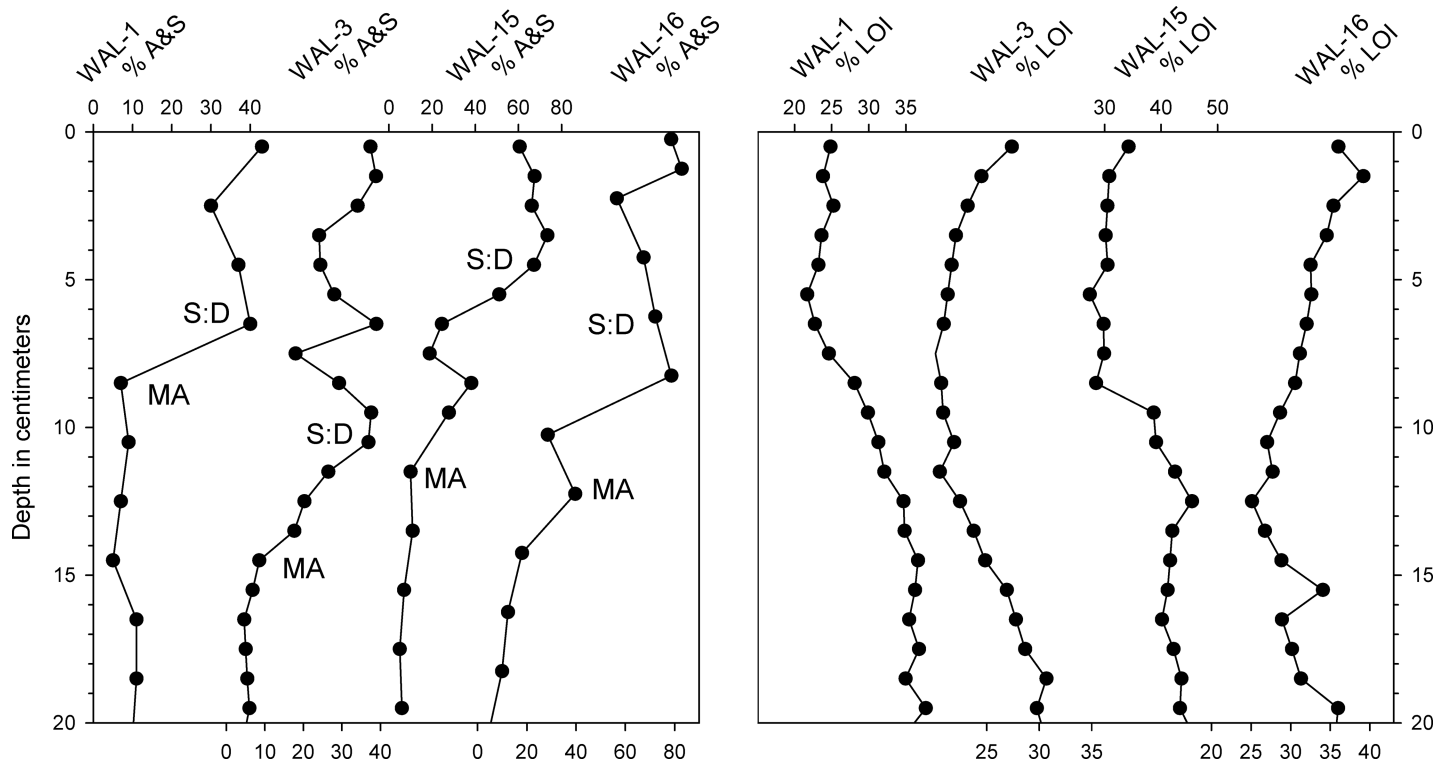 WAL-1
% A&S
WAL-3
% A&S
WAL-15
% A&S
WAL-16
% A&S
WAL-1
% LOI
WAL-3
% LOI
WAL-15
% LOI
WAL-16
% LOI
0 10 30 40 0 20 40 60 80 20 25 30 35 30 40 50
0 0
S:D
S:D
5 5
S:D
S:D
MA
10 10
S:D
MA
MA
MA
15 15
20 20
0 10 20 30 40 0 20 40 60 80 25 30 35 20 25 30 35 40
Depth in centimeters